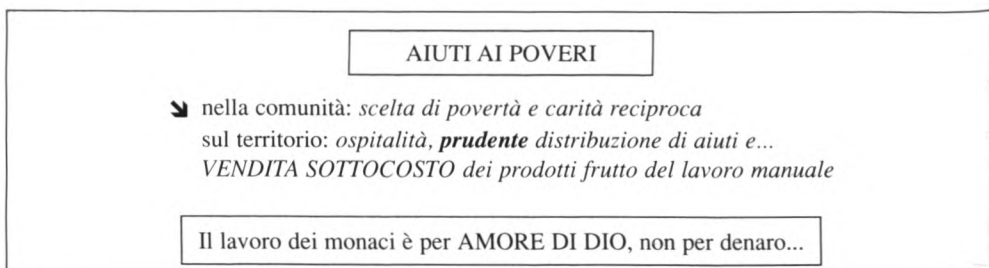 AIUTI AI POVERI
nella comunità: scelta di povertà e carità reciproca
sul territorio: ospitalità, prudente distribuzione di aiuti e...
VENDITA SOTTOCOSTO dei prodotti frutto del lavoro manuale
Il lavoro dei monaci è per AMORE DI DIO, non per denaro...